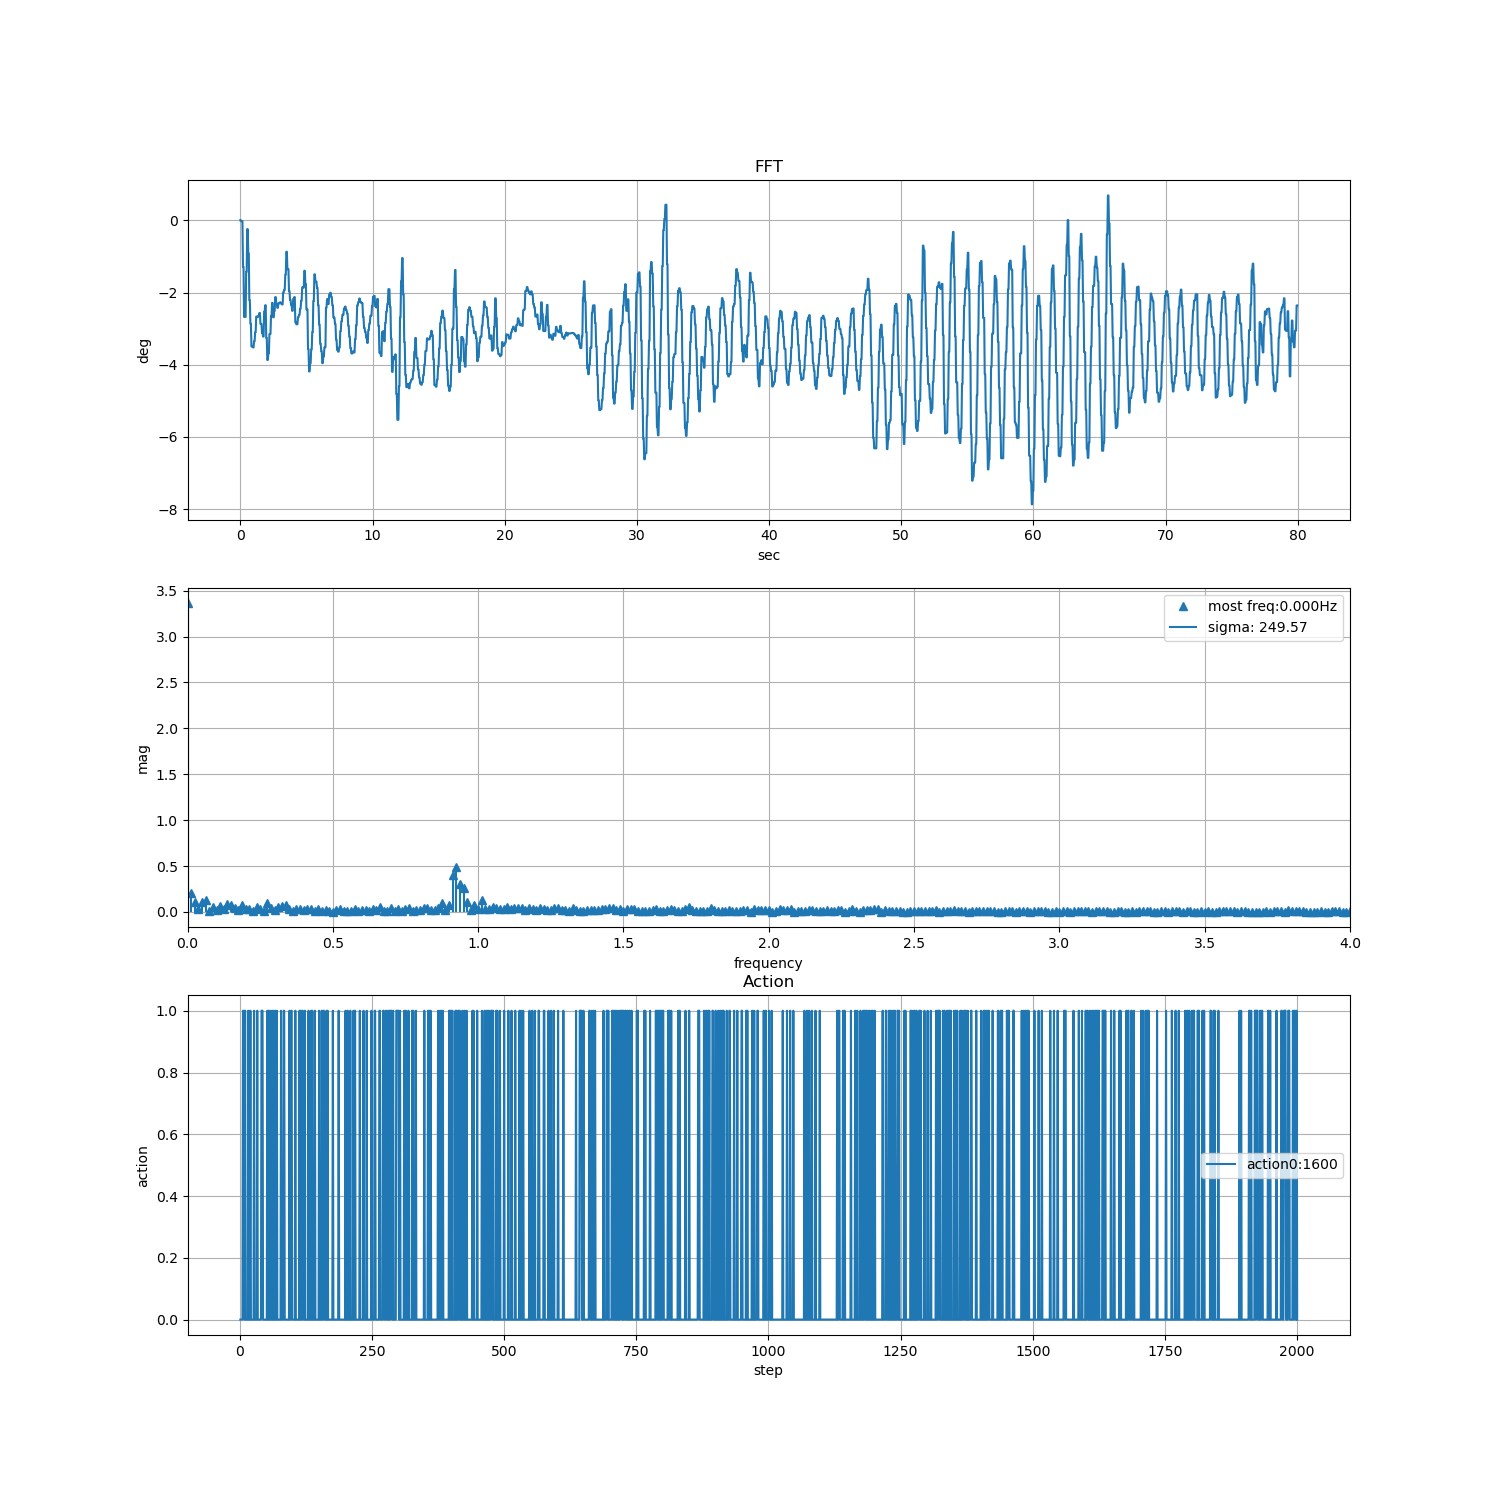 FFT
0
−2
−4
−6
−8
deg
0 10 20 30 40 50 60 70 80
sec
3.5
3.0
2.5
2.0
1.5
1.0
0.5
0.0
mag
most freq:0.000Hz
sigma: 249.57
0.0 0.5 1.0 1.5 2.0 2.5 3.0 3.5 4.0
frequency
Action
1.0
0.8
0.6
0.4
0.2
0.0
action
action0:1600
0 250 500 750 1000 1250 1500 1750 2000
step